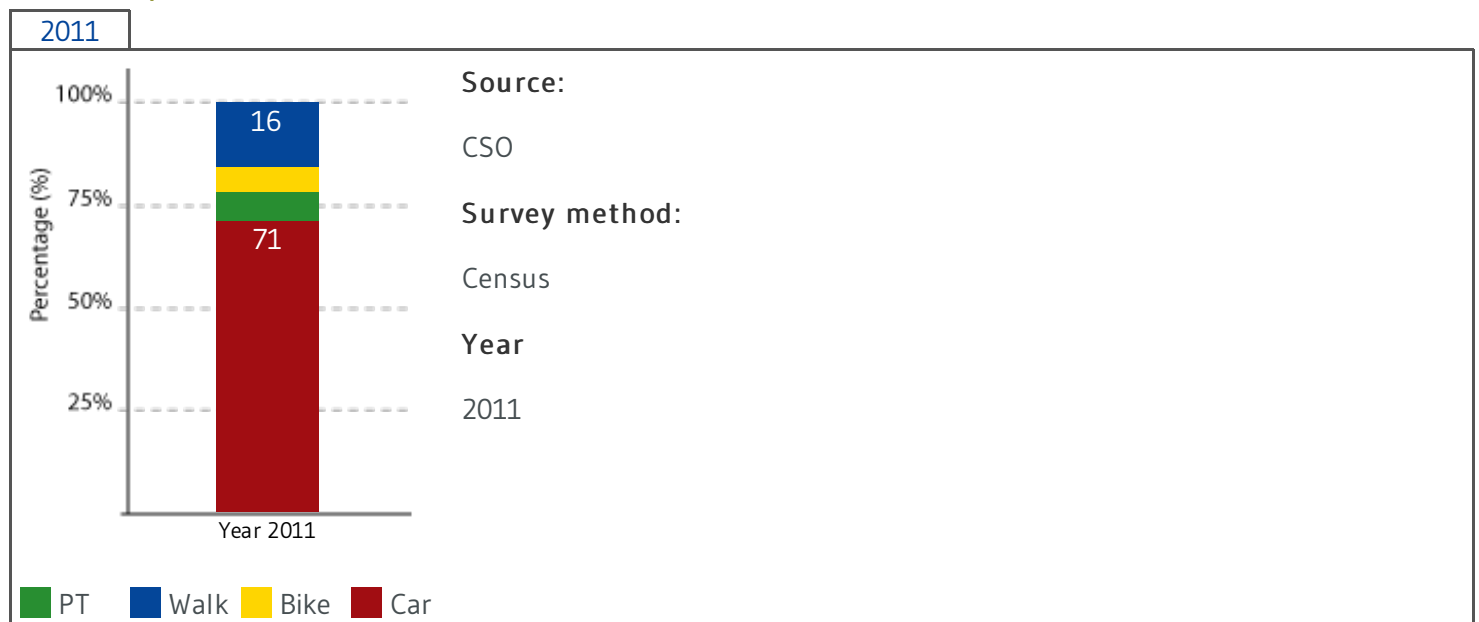 2011
100%
75%
50%
25%
Percentage (%)
16
71
Year 2011
PT Walk Bike Car
Source:
CSO
Survey method:
Census
Year
2011